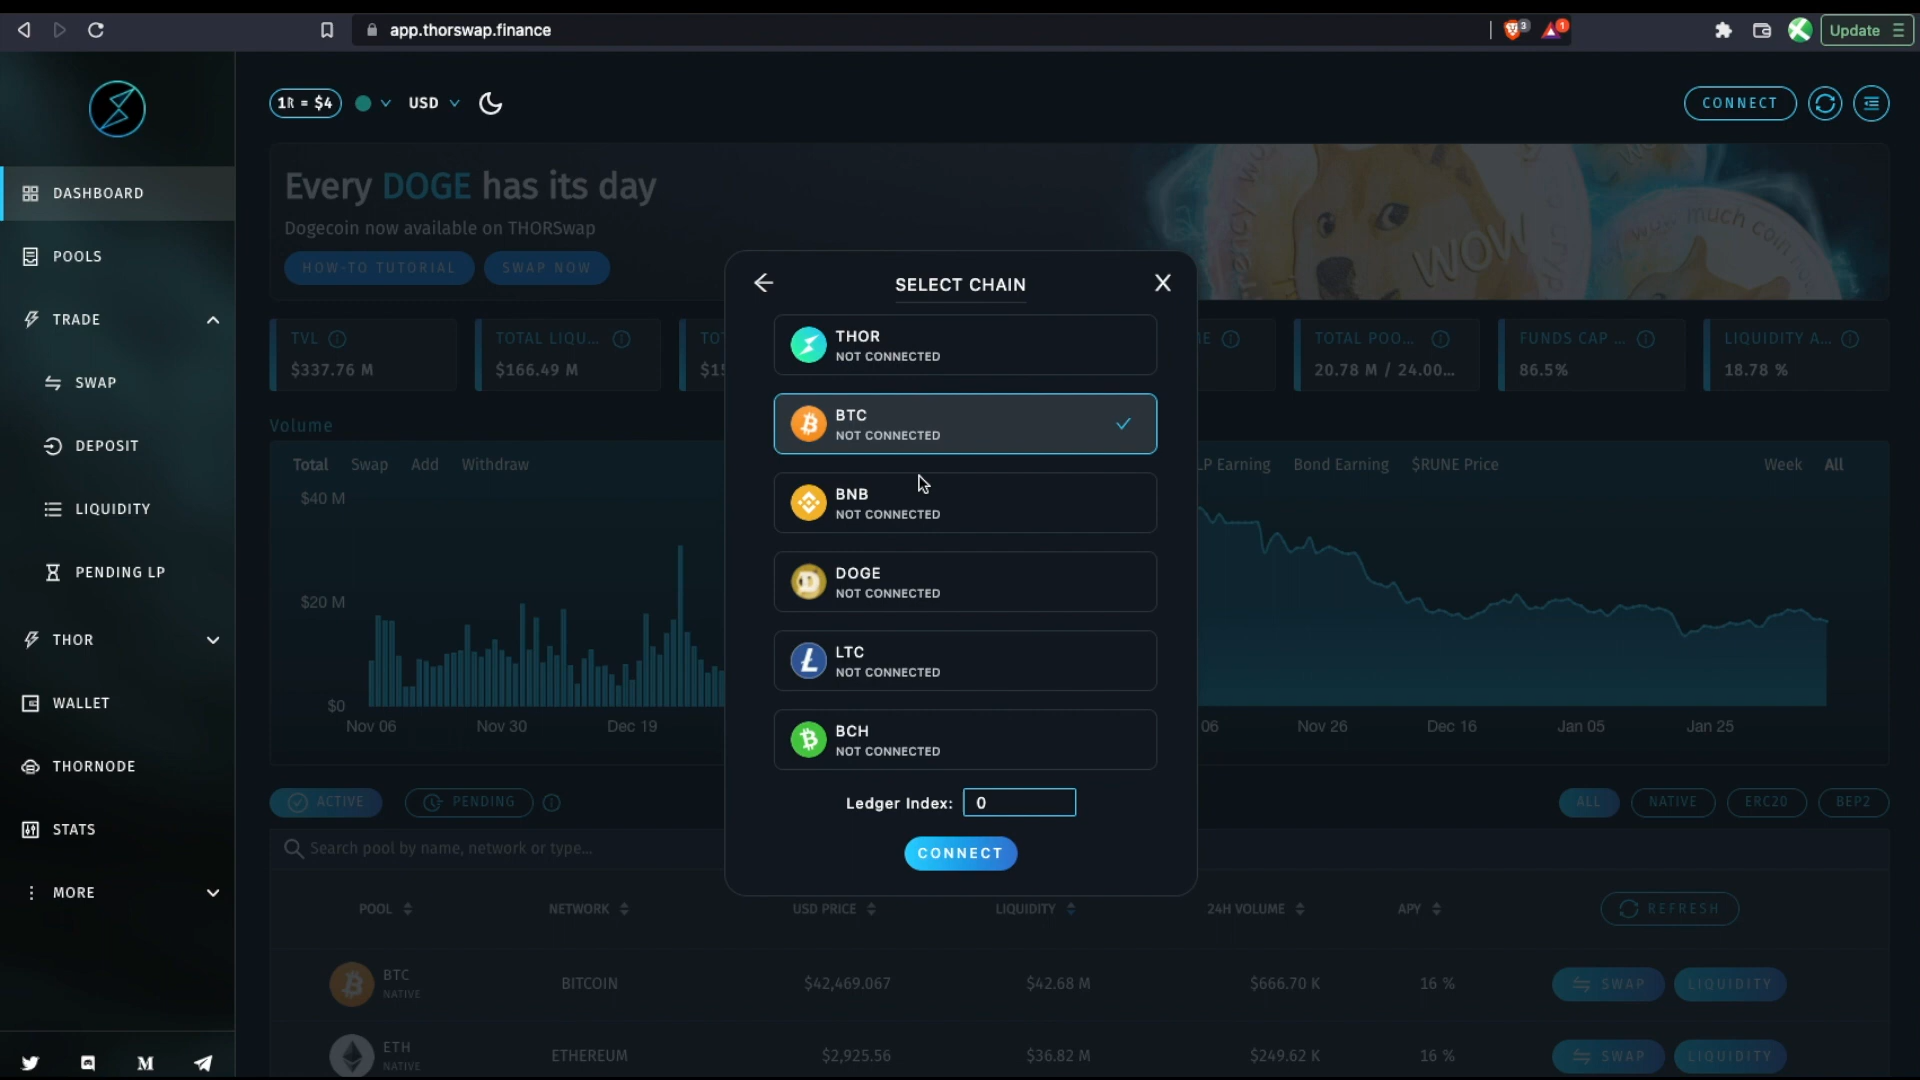 app.thorswap.finance
3
1
Update
1R = $4
USD
CONNECT
DASHBOARD
POOLS
TRADE
SWAP
DEPOSIT
LIQUIDITY
PENDING LP
THOR
WALLET
THORNODE
STATS
MORE
Every DOGE has its day
Dogecoin now available on THORSwap
HOW-TO TUTORIAL
SWAP NOW
WOW
much coin
TVL
$337.76 M
TOTAL LIQU...
$166.49 M
TOTAL POO...
20.78 M / 24.00...
FUNDS CAP ...
86.5%
LIQUIDITY A...
18.78 %
Volume
Total Swap Add Withdraw
$40 M
$20 M
$0
Nov 06 Nov 30 Dec 19
LP Earning Bond Earning $RUNE Price
Week All
06 Nov 26 Dec 16 Jan 05 Jan 25
SELECT CHAIN
X
THOR
NOT CONNECTED
BTC
NOT CONNECTED
BNB
NOT CONNECTED
DOGE
NOT CONNECTED
LTC
NOT CONNECTED
BCH
NOT CONNECTED
Ledger Index: 0
CONNECT
ACTIVE
PENDING
ALL
NATIVE
ERC20
BEP2
Search pool by name, network or type...
POOL NETWORK USD PRICE LIQUIDITY 24H VOLUME APY REFRESH
BTC
NATIVE
BITCOIN $42,469.067 $42.68 M $666.70 K 16 % SWAP LIQUIDITY
ETH
NATIVE
ETHEREUM $2,925.56 $36.82 M $249.62 K 16 % SWAP LIQUIDITY